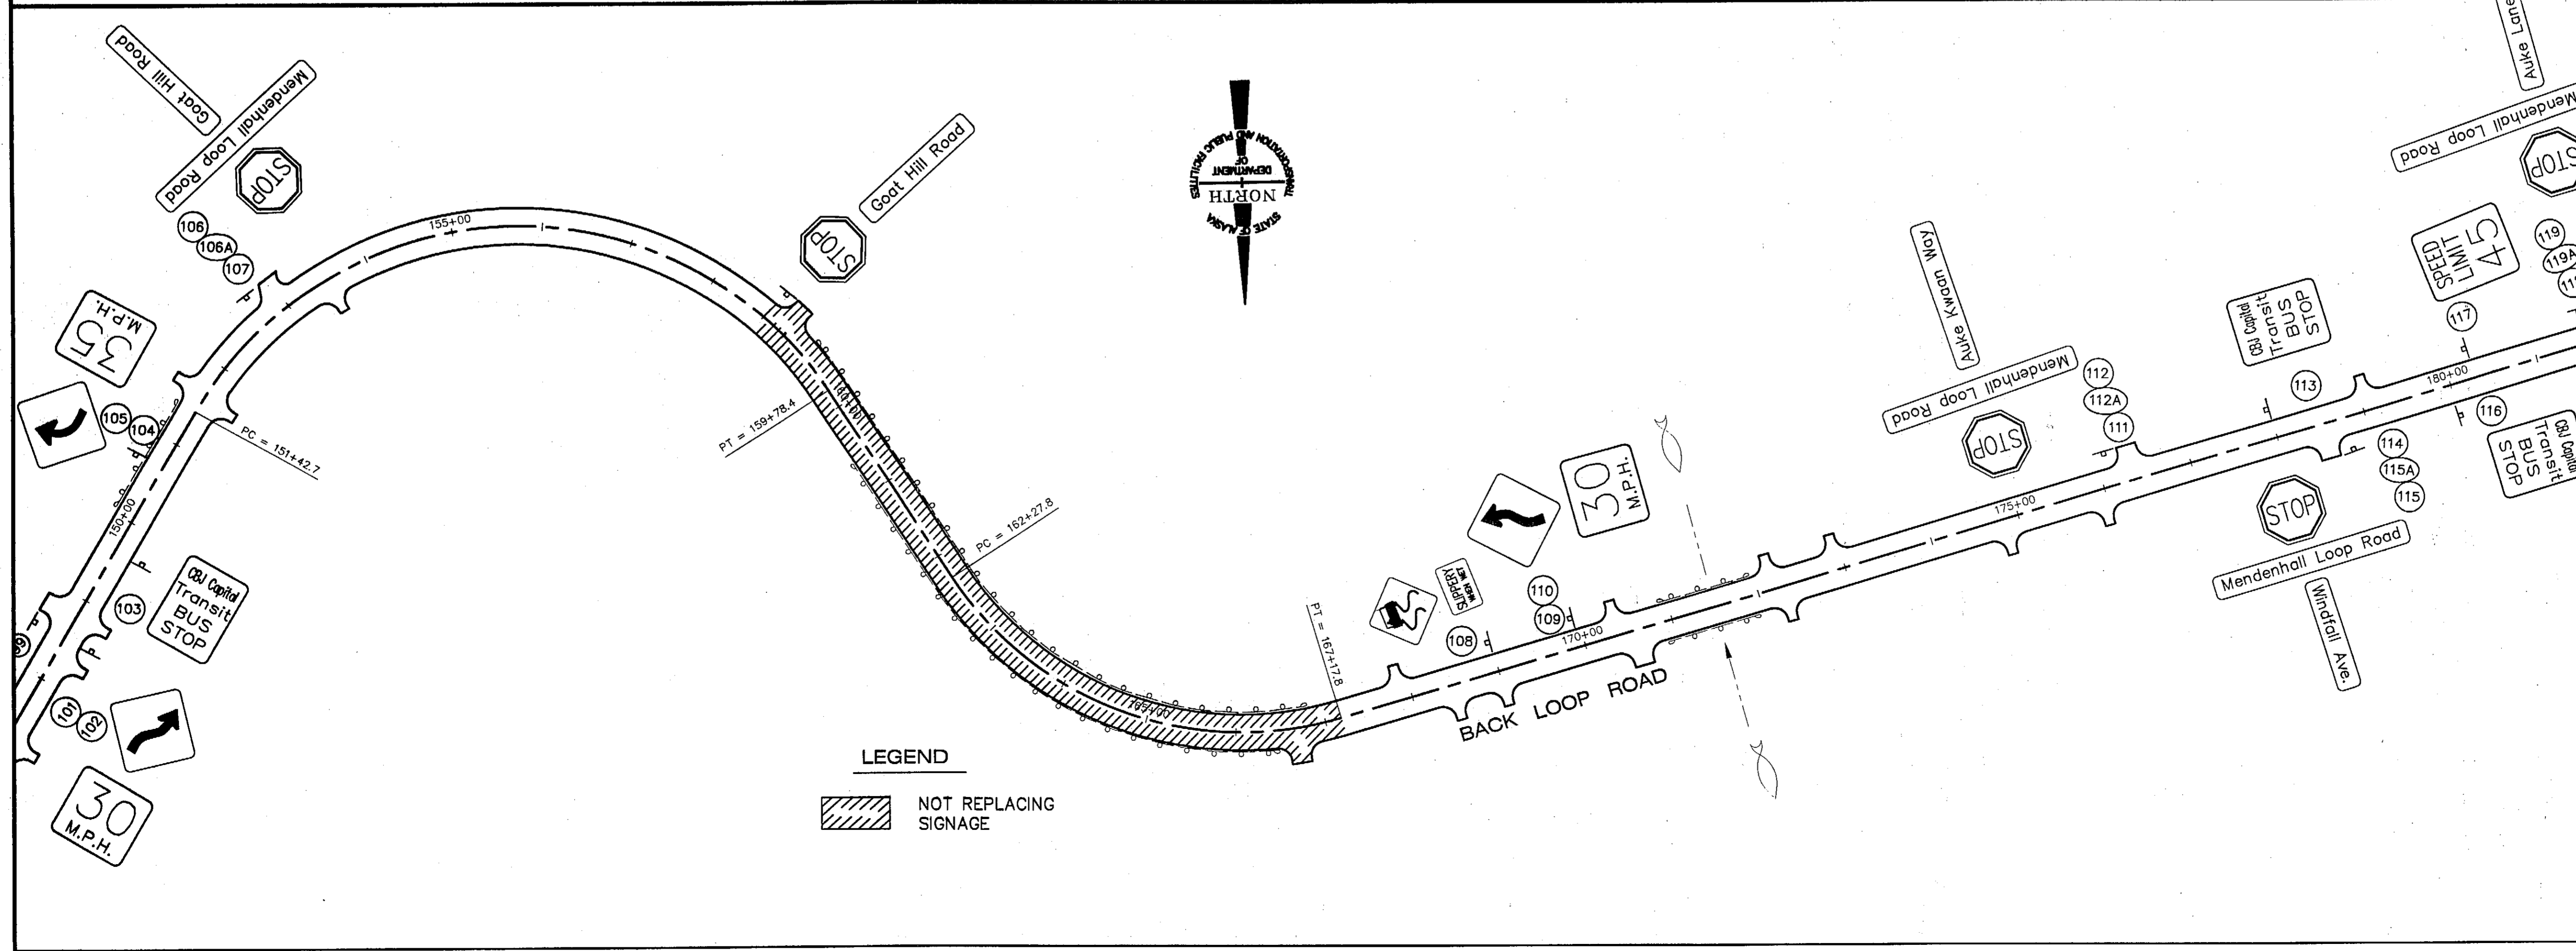 Goat Hill Road
Mendenhall Loop Road
STOP
106
106A
107
35
M.P.H.
105
104
PC = 151+42.7
150+00
155+00
103
CBJ Capital
Transit
BUS
STOP
101
102
30
M.P.H.
STOP
Goat Hill Road
PT = 159+78.4
PC = 162+27.8
STATE OF ALASKA
NORTH
DEPARTMENT
OF
TRANSPORTATION AND PUBLIC FACILITIES
LEGEND
NOT REPLACING
SIGNAGE
PT = 167+17.8
SLIPPERY
WHEN WET
108
30
M.P.H.
110
109
170+00
BACK LOOP ROAD
Auke Kwaan Way
Mendenhall Loop Road
STOP
112
112A
111
175+00
CBJ Capital
Transit
BUS
STOP
113
STOP
Mendenhall Loop Road
Windfall Ave.
114
115A
115
180+00
SPEED
LIMIT
45
117
116
CBJ Capital
Transit
BUS
STOP
Auke Lane
Mendenhall Loop Road
STOP
119
119A